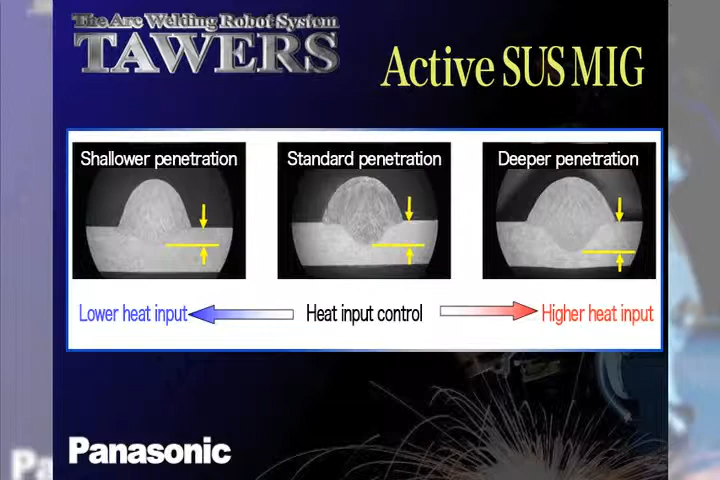 The Arc Welding Robot System
TAWERS
Active SUS MIG
Shallower penetration
Standard penetration
Deeper penetration
Lower heat input
Heat input control
Higher heat input
Panasonic
Pa